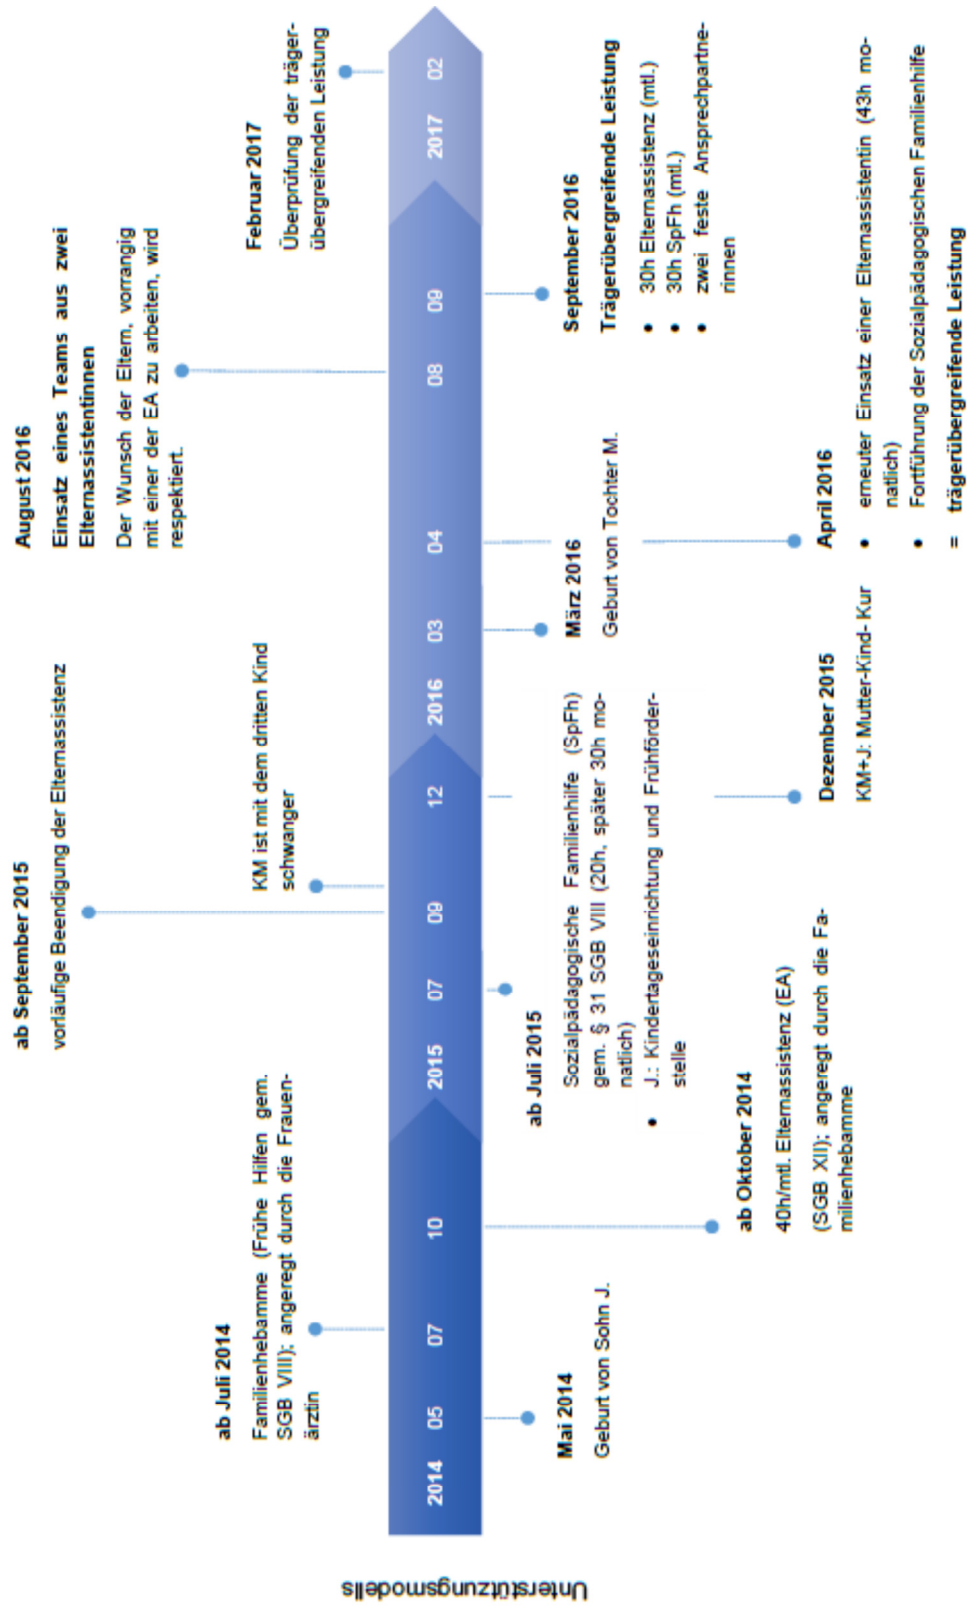 Unterstützungsmodells
2014 05 07 10 2015 07 09 12 2016 03 04 08 09 2017 02
Mai 2014
Geburt von Sohn J.
ab Juli 2014
Familienhebamme (Frühe Hilfen gem.
SGB VIII); angeregt durch die Frauen-
ärztin
ab Oktober 2014
40h/mtl. Elternassistenz (EA)
(SGB XII); angeregt durch die Fa-
milienhebamme
ab Juli 2015
Sozialpädagogische Familienhilfe (SpFh)
gem. § 31 SGB VIII (20h, später 30h mo-
natlich)
• J.: Kindertageseinrichtung und Frühförder-
stelle
ab September 2015
vorläufige Beendigung der Elternassistenz
KM ist mit dem dritten Kind
schwanger
Dezember 2015
KM+J: Mutter-Kind- Kur
März 2016
Geburt von Tochter M.
April 2016
• erneuter Einsatz einer Elternassistentin (43h mo-
natlich)
• Fortführung der Sozialpädagogischen Familienhilfe
= trägerübergreifende Leistung
August 2016
Einsatz eines Teams aus zwei
Elternassistentinnen
Der Wunsch der Eltern, vorrangig
mit einer der EA zu arbeiten, wird
respektiert.
September 2016
Trägerübergreifende Leistung
• 30h Elternassistenz (mtl.)
• 30h SpFh (mtl.)
• zwei feste Ansprechpartne-
rinnen
Februar 2017
Überprüfung der träger-
übergreifenden Leistung